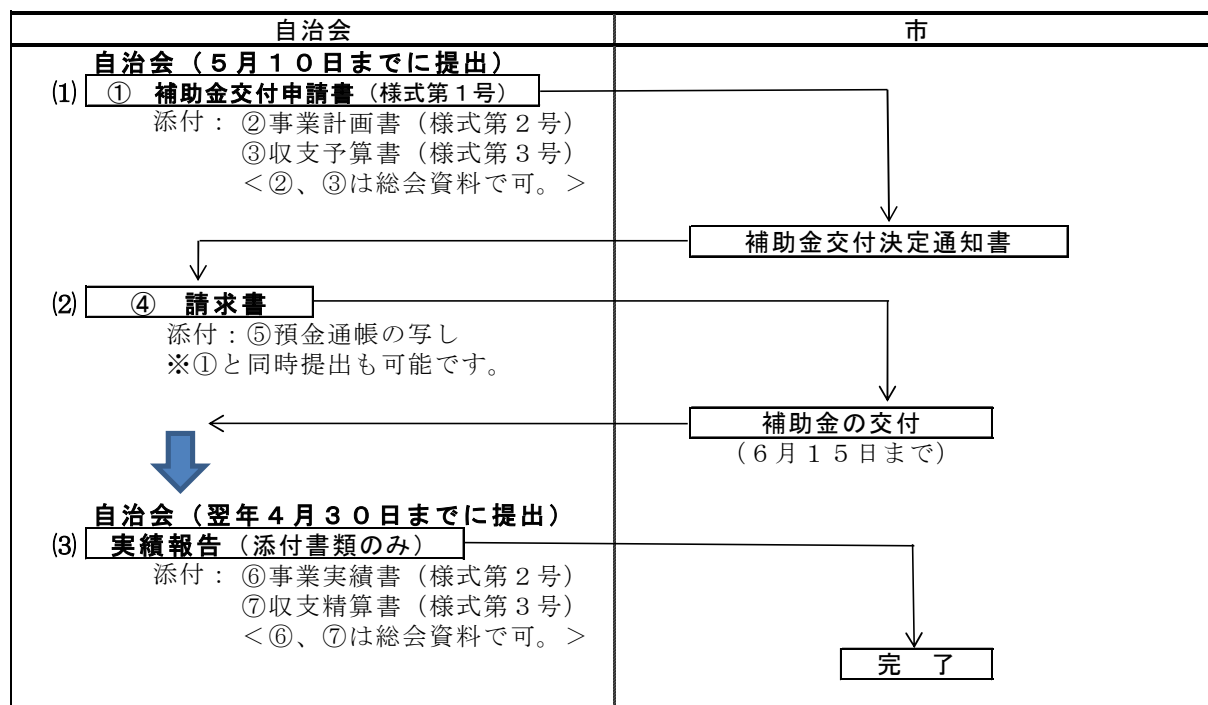 自治会 市
自治会（５月１０日までに提出）
⑴ ① 補助金交付申請書（様式第１号）
添付：②事業計画書（様式第２号）
③収支予算書（様式第３号）
＜②、③は総会資料で可。＞
補助金交付決定通知書
⑵ ④ 請求書
添付：⑤預金通帳の写し
※①と同時提出も可能です。
補助金の交付
（６月１５日まで）
自治会（翌年４月３０日までに提出）
⑶ 実績報告（添付書類のみ）
添付：⑥事業実績書（様式第２号）
⑦収支精算書（様式第３号）
＜⑥、⑦は総会資料で可。＞
完 了